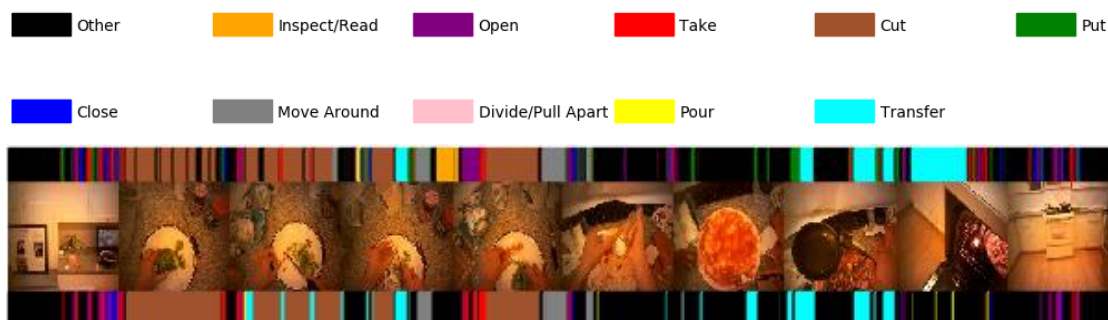 Other Inspect/Read Open Take Cut Put
Close Move Around Divide/Pull Apart Pour Transfer